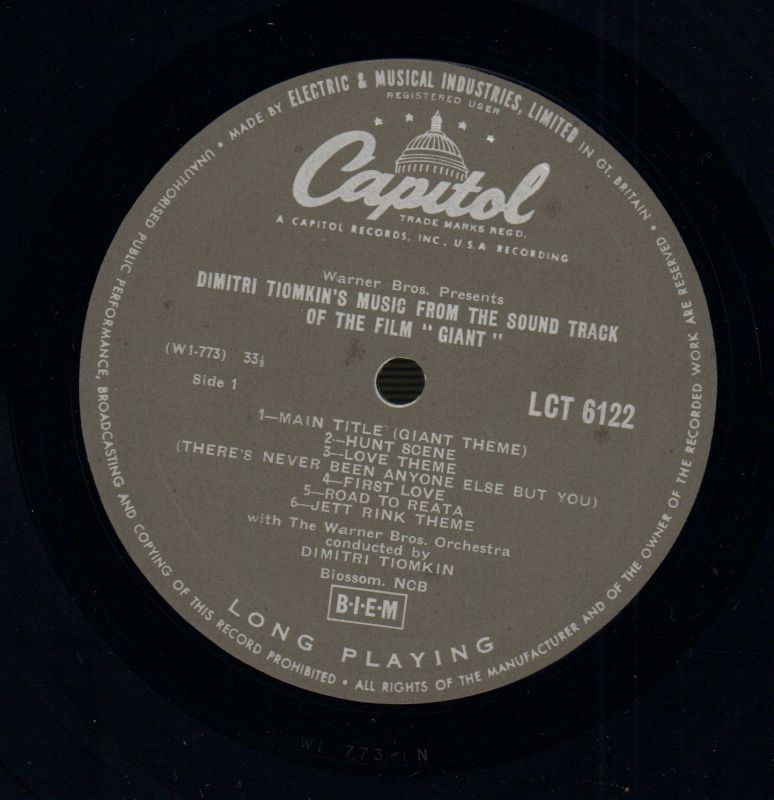 MADE BY ELECTRIC & MUSICAL INDUSTRIES, LIMITED IN GT. BRITAIN •
REGISTERED USER
Capitol
TRADE MARKS REGD.
A CAPITOL RECORDS, INC., U.S.A RECORDING
Warner Bros. Presents
DIMITRI TIOMKIN'S MUSIC FROM THE SOUND TRACK
OF THE FILM "GIANT"
(W1-773) 33⅓
Side 1
LCT 6122
1—MAIN TITLE (GIANT THEME)
2—HUNT SCENE
3—LOVE THEME
(THERE'S NEVER BEEN ANYONE ELSE BUT YOU)
4—FIRST LOVE
5—ROAD TO REATA
6—JETT RINK THEME
with The Warner Bros. Orchestra
conducted by
DIMITRI TIOMKIN
Blossom. NCB
B·I·E·M
LONG PLAYING
ALL RIGHTS OF THE MANUFACTURER AND OF THE OWNER OF THE RECORDED WORK ARE RESERVED •
UNAUTHORISED PUBLIC PERFORMANCE, BROADCASTING AND COPYING OF THIS RECORD PROHIBITED •
W1 773-1N